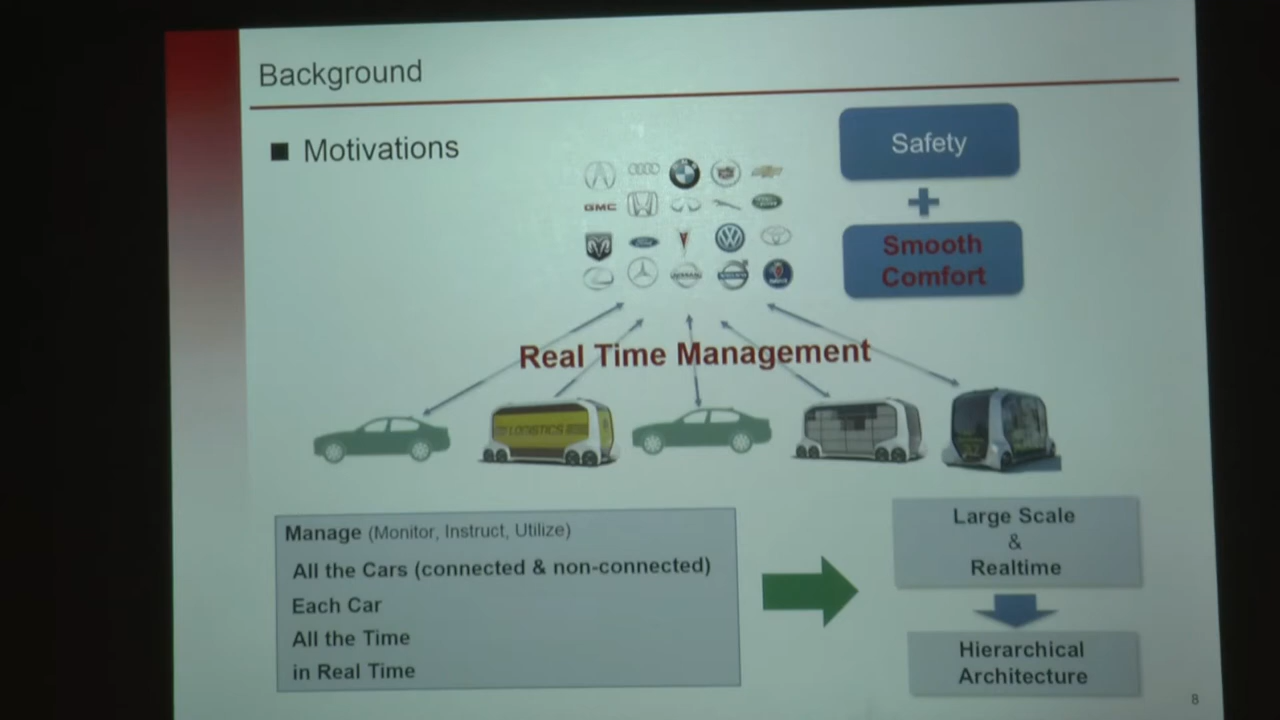 Background
■ Motivations
Safety
+
Smooth
Comfort
GMC
Real Time Management
LOGISTICS
Manage (Monitor, Instruct, Utilize)
All the Cars (connected & non-connected)
Each Car
All the Time
in Real Time
Large Scale
&
Realtime
Hierarchical
Architecture
8